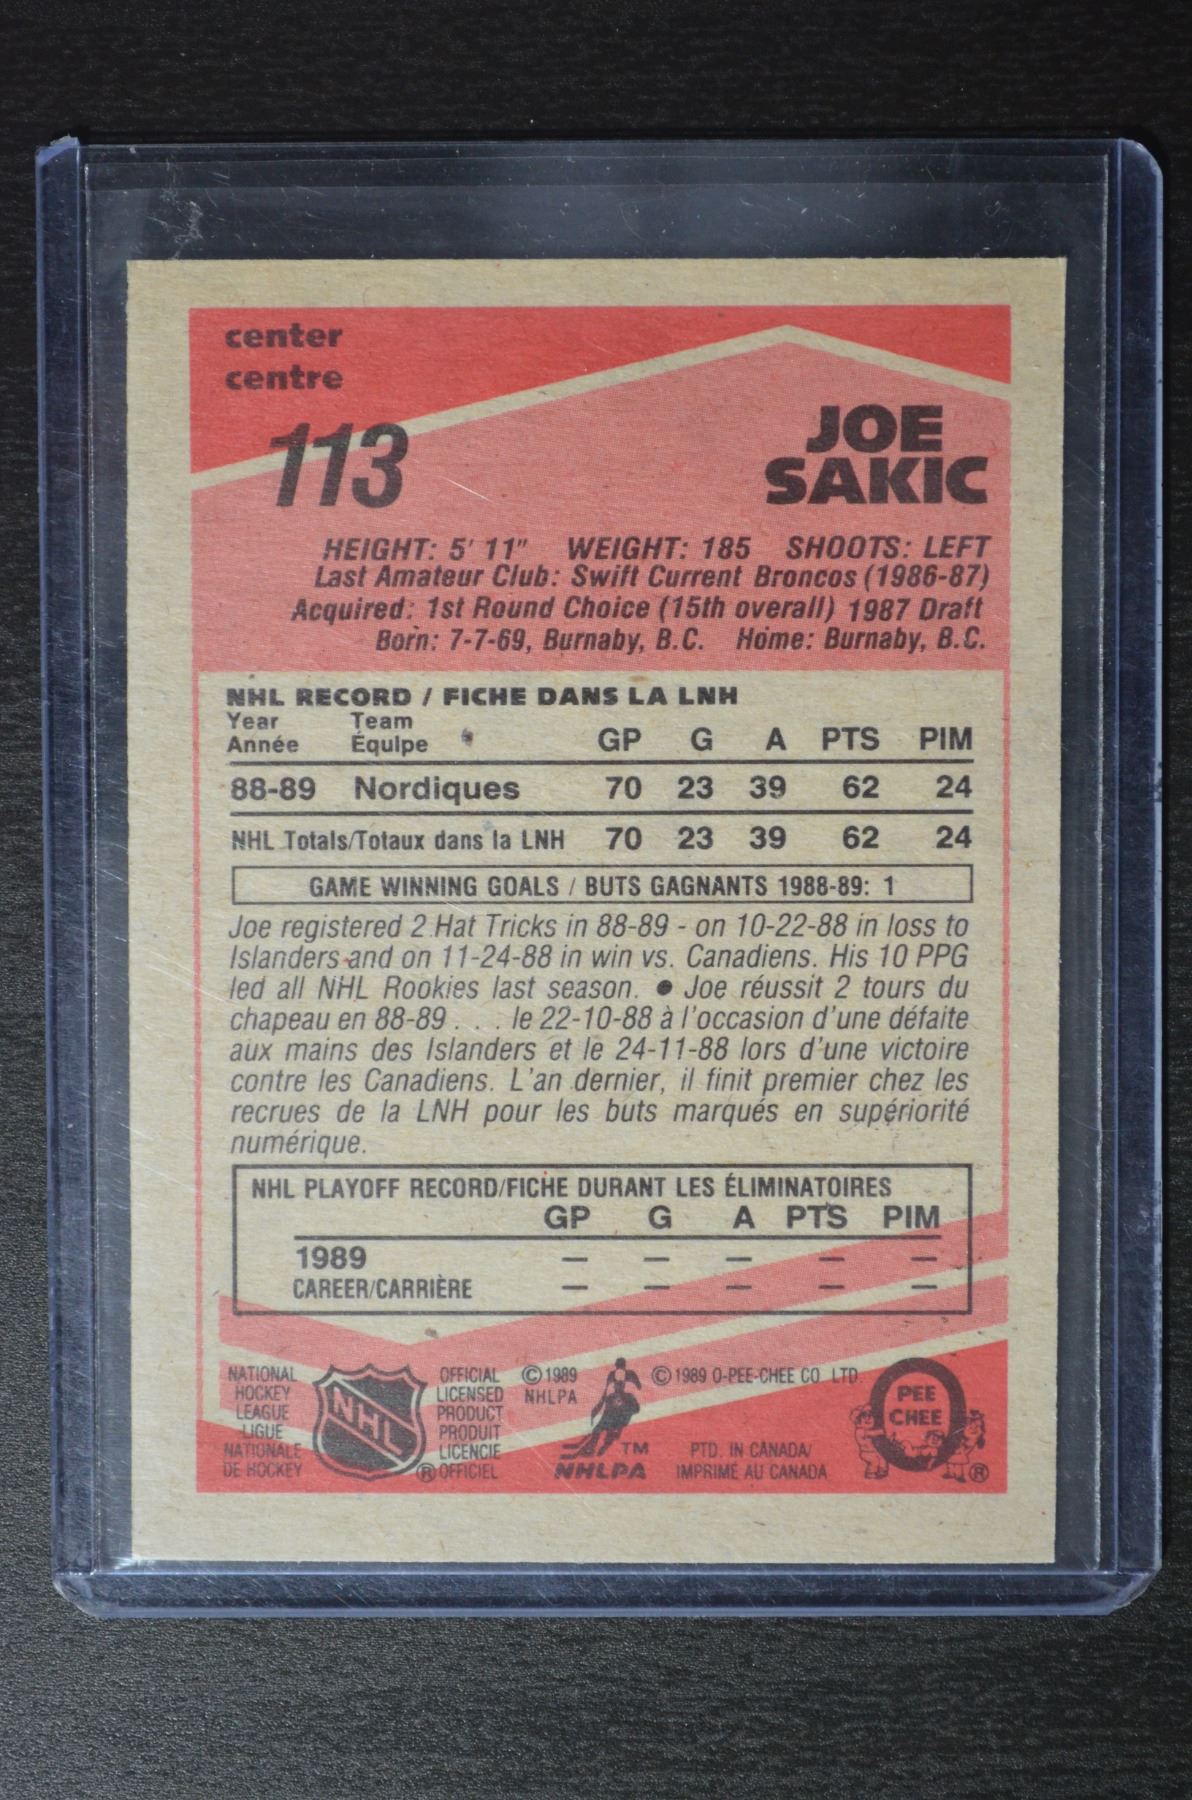 center
centre
113
JOE
SAKIC
HEIGHT: 5' 11" WEIGHT: 185 SHOOTS: LEFT
Last Amateur Club: Swift Current Broncos (1986-87)
Acquired: 1st Round Choice (15th overall) 1987 Draft
Born: 7-7-69, Burnaby, B.C. Home: Burnaby, B.C.
NHL RECORD / FICHE DANS LA LNH
Year Team
Année Équipe GP G A PTS PIM
88-89 Nordiques 70 23 39 62 24
NHL Totals/Totaux dans la LNH 70 23 39 62 24
GAME WINNING GOALS / BUTS GAGNANTS 1988-89: 1
Joe registered 2 Hat Tricks in 88-89 - on 10-22-88 in loss to
Islanders and on 11-24-88 in win vs. Canadiens. His 10 PPG
led all NHL Rookies last season. ● Joe réussit 2 tours du
chapeau en 88-89 . . . le 22-10-88 à l'occasion d'une défaite
aux mains des Islanders et le 24-11-88 lors d'une victoire
contre les Canadiens. L'an dernier, il finit premier chez les
recrues de la LNH pour les buts marqués en supériorité
numérique.
NHL PLAYOFF RECORD/FICHE DURANT LES ÉLIMINATOIRES
GP G A PTS PIM
1989 — — — — —
CAREER/CARRIÈRE — — — — —
NATIONAL
HOCKEY
LEAGUE
LIGUE
NATIONALE
DE HOCKEY
NHL
®
OFFICIAL
LICENSED
PRODUCT
PRODUIT
LICENCIE
OFFICIEL
©1989
NHLPA
TM
NHLPA
©1989 O-PEE-CHEE CO. LTD.
PTD. IN CANADA/
IMPRIMÉ AU CANADA
O
PEE
CHEE
®